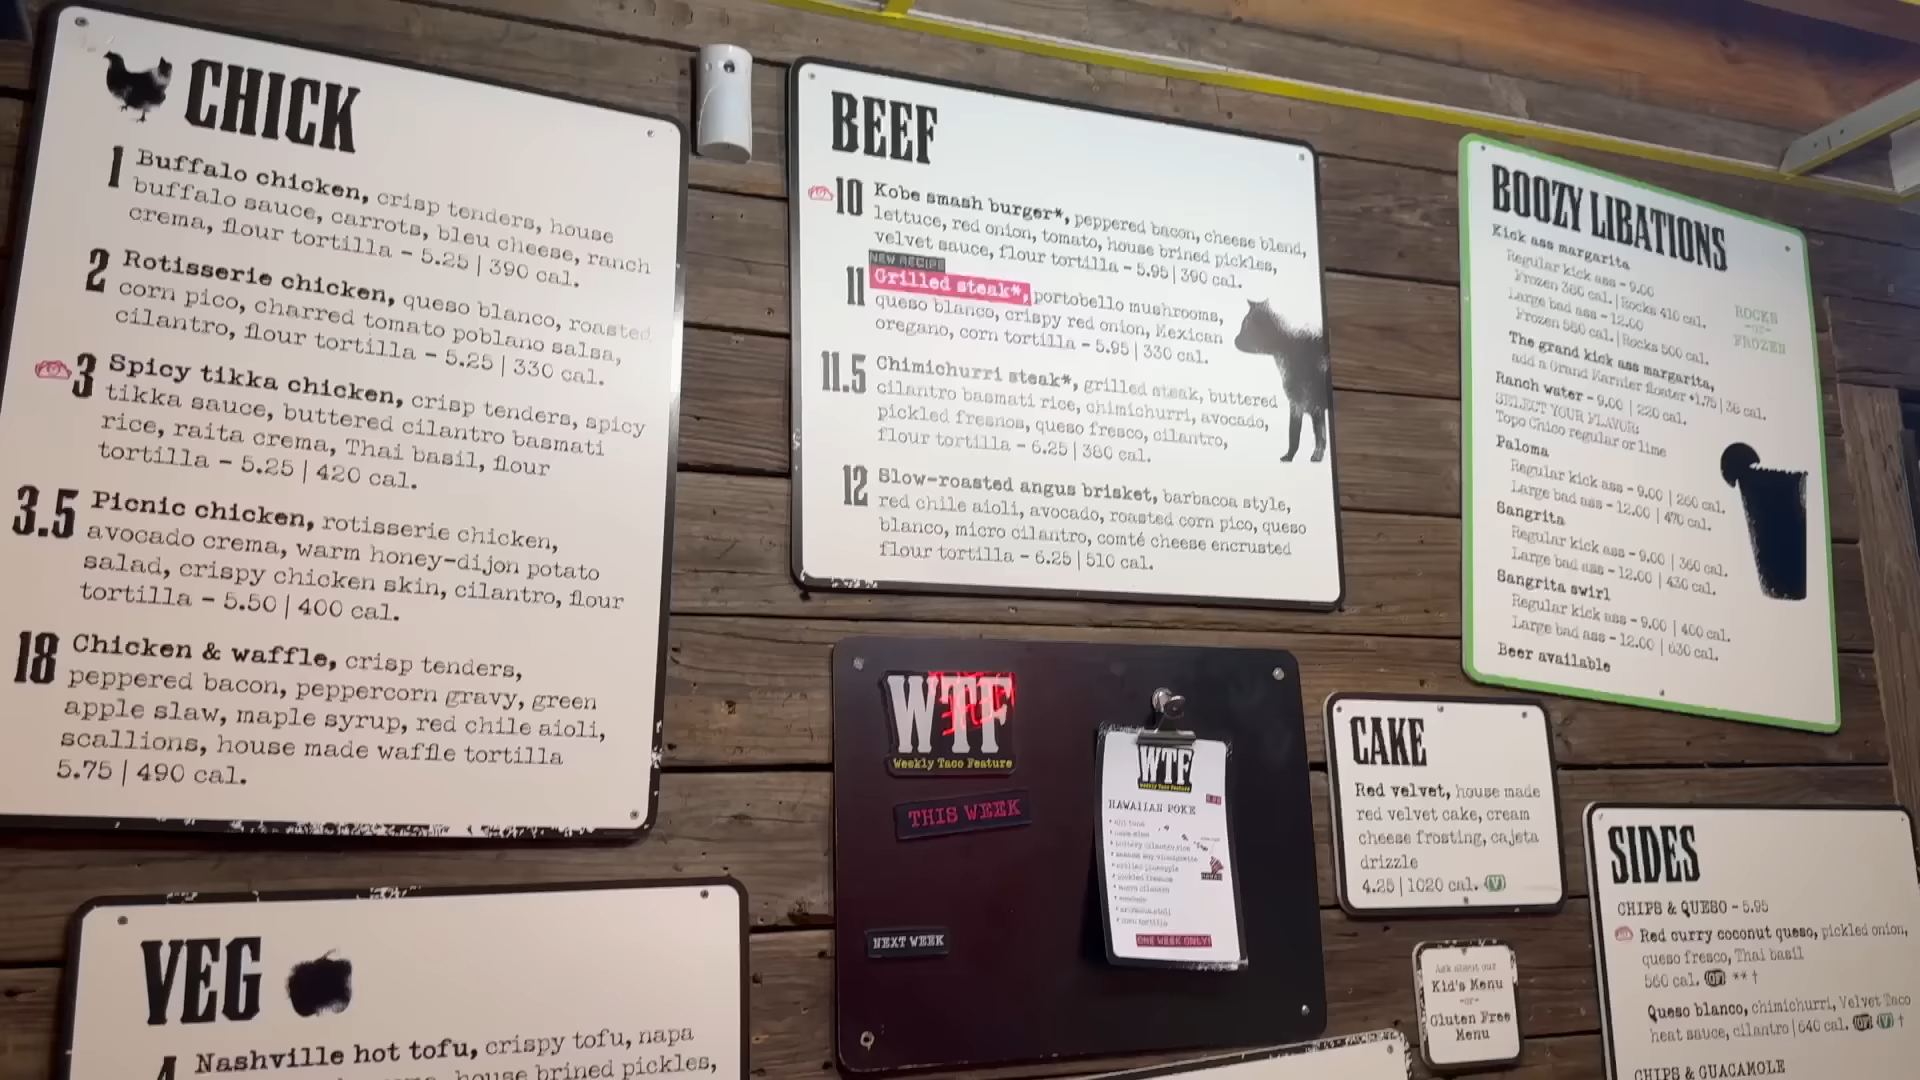 CHICK
1 Buffalo chicken, crisp tenders, house
buffalo sauce, carrots, bleu cheese, ranch
crema, flour tortilla - 5.25 | 390 cal.
2 Rotisserie chicken, queso blanco, roasted
corn pico, charred tomato poblano salsa,
cilantro, flour tortilla - 5.25 | 330 cal.
3 Spicy tikka chicken, crisp tenders, spicy
tikka sauce, buttered cilantro basmati
rice, raita crema, Thai basil, flour
tortilla - 5.25 | 420 cal.
3.5 Picnic chicken, rotisserie chicken,
avocado crema, warm honey-dijon potato
salad, crispy chicken skin, cilantro, flour
tortilla - 5.50 | 400 cal.
18 Chicken & waffle, crisp tenders,
peppered bacon, peppercorn gravy, green
apple slaw, maple syrup, red chile aioli,
scallions, house made waffle tortilla
5.75 | 490 cal.
VEG
4 Nashville hot tofu, crispy tofu, napa
house brined pickles,
BEEF
10 Kobe smash burger*, peppered bacon, cheese blend,
lettuce, red onion, tomato, house brined pickles,
velvet sauce, flour tortilla - 5.95 | 390 cal.
NEW RECIPE
11 Grilled steak*, portobello mushrooms,
queso blanco, crispy red onion, Mexican
oregano, corn tortilla - 5.95 | 330 cal.
11.5 Chimichurri steak*, grilled steak, buttered
cilantro basmati rice, chimichurri, avocado,
pickled fresnos, queso fresco, cilantro,
flour tortilla - 6.25 | 380 cal.
12 Slow-roasted angus brisket, barbacoa style,
red chile aioli, avocado, roasted corn pico, queso
blanco, micro cilantro, comté cheese encrusted
flour tortilla - 6.25 | 510 cal.
WTF
Weekly Taco Feature
THIS WEEK
NEXT WEEK
WTF
Weekly Taco Feature
HAWAIIAN POKE
ONE WEEK ONLY!
BOOZY LIBATIONS
Kick ass margarita
Regular kick ass - 9.00
Frozen 360 cal. | Rocks 410 cal.
Large bad ass - 12.00
Frozen 560 cal. | Rocks 500 cal.
ROCKS
-or-
FROZEN
The grand kick ass margarita,
add a Grand Marnier floater +1.75 | 38 cal.
Ranch water - 9.00 | 220 cal.
SELECT YOUR FLAVOR:
Topo Chico regular or lime
Paloma
Regular kick ass - 9.00 | 260 cal.
Large bad ass - 12.00 | 470 cal.
Sangrita
Regular kick ass - 9.00 | 360 cal.
Large bad ass - 12.00 | 430 cal.
Sangrita swirl
Regular kick ass - 9.00 | 400 cal.
Large bad ass - 12.00 | 630 cal.
Beer available
CAKE
Red velvet, house made
red velvet cake, cream
cheese frosting, cajeta
drizzle
4.25 | 1020 cal. V
Ask about our
Kid's Menu
-or-
Gluten Free
Menu
SIDES
CHIPS & QUESO - 5.95
Red curry coconut queso, pickled onion,
queso fresco, Thai basil
560 cal. GF ** †
Queso blanco, chimichurri, Velvet Taco
heat sauce, cilantro | 640 cal. GF V †
CHIPS & GUACAMOLE